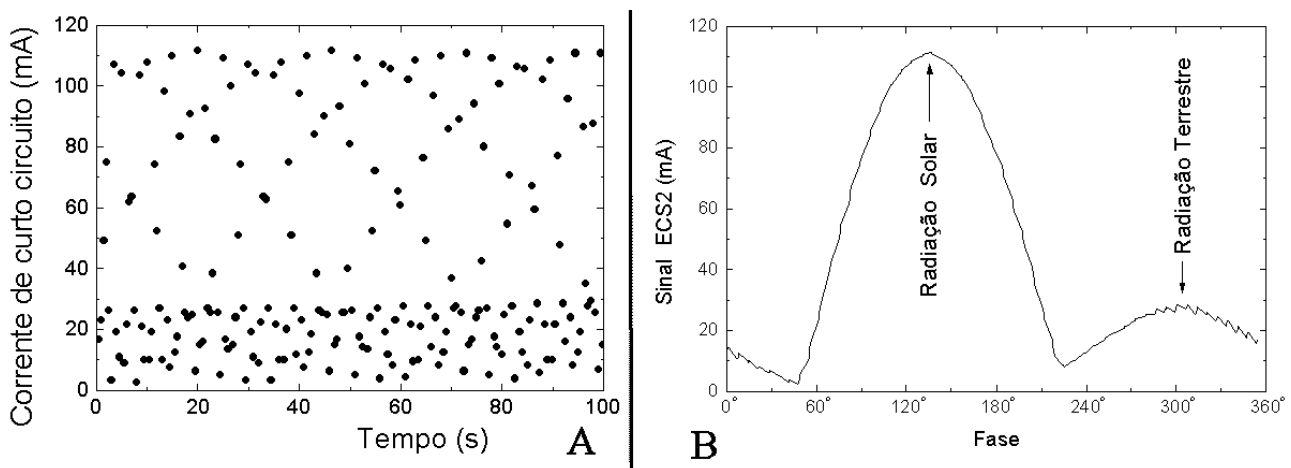 Corrente de curto circuito (mA)
120
100
80
60
40
20
0
0 20 40 60 80 100
Tempo (s)
A
Sinal ECS2 (mA)
120
100
80
60
40
20
0
Radiação Solar
Radiação Terrestre
0° 60° 120° 180° 240° 300° 360°
Fase
B